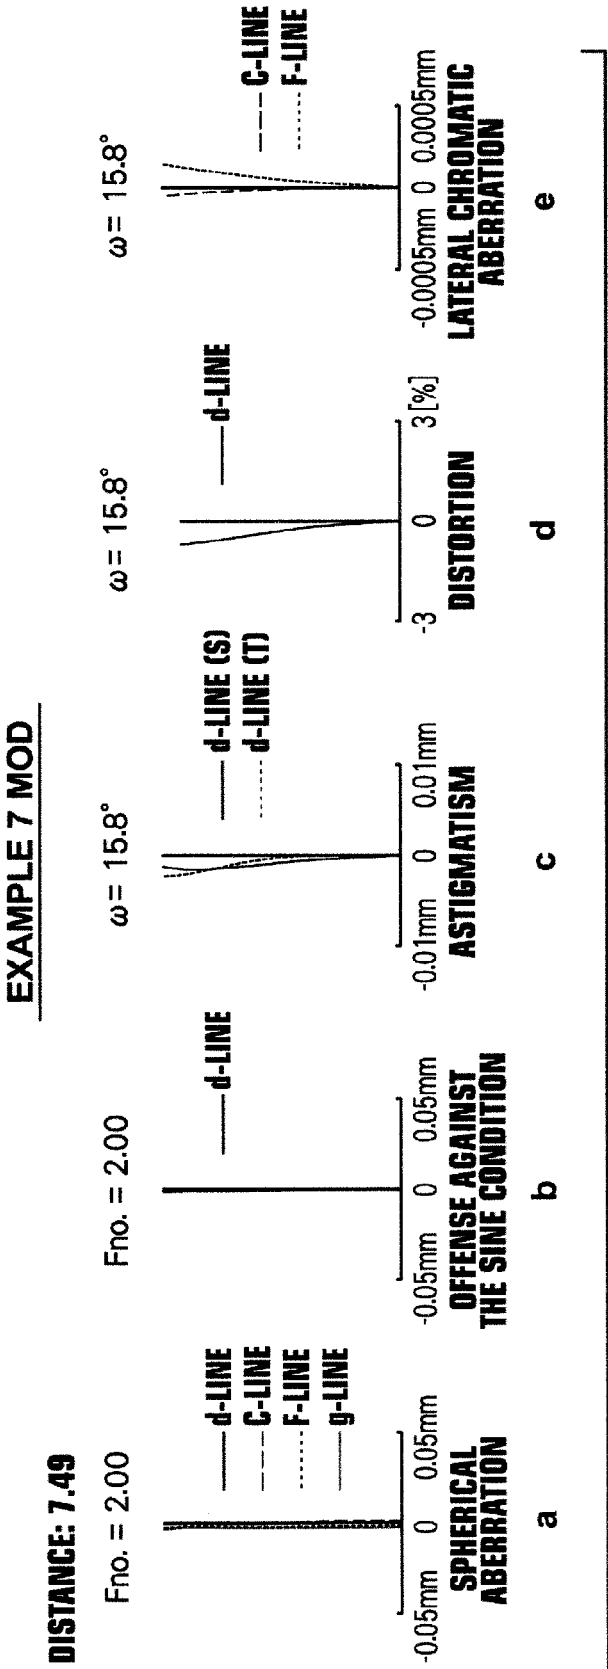 EXAMPLE 7 MOD
DISTANCE: 7.49
Fno. = 2.00
d-LINE
C-LINE
F-LINE
g-LINE
-0.05mm 0 0.05mm
SPHERICAL
ABERRATION
a
Fno. = 2.00
d-LINE
-0.05mm 0 0.05mm
OFFENSE AGAINST
THE SINE CONDITION
b
ω = 15.8°
d-LINE (S)
d-LINE (T)
-0.01mm 0 0.01mm
ASTIGMATISM
c
ω = 15.8°
d-LINE
-3 0 3[%]
DISTORTION
d
ω = 15.8°
C-LINE
F-LINE
-0.0005mm 0 0.0005mm
LATERAL CHROMATIC
ABERRATION
e